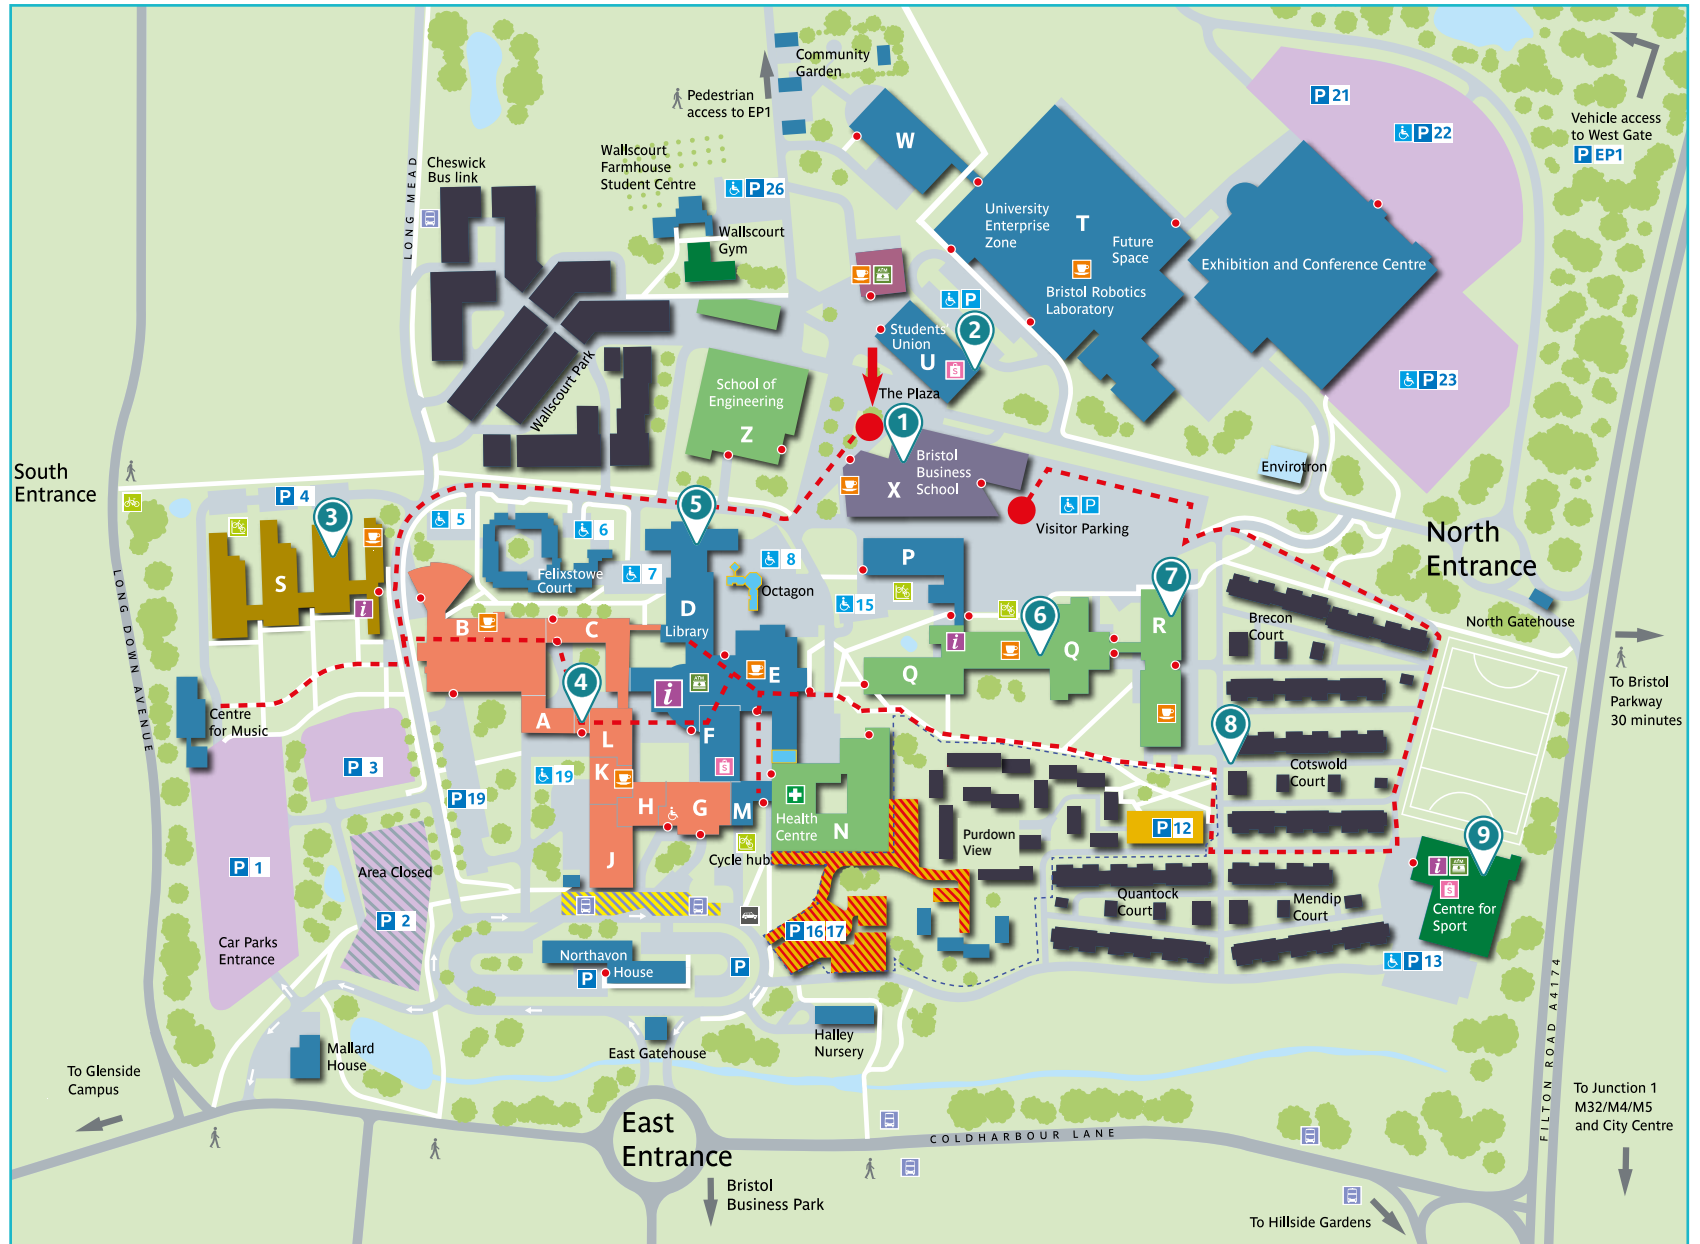 Community
Garden
Pedestrian
access to EP1
P 21
P 22
Vehicle access
to West Gate
P EP1
W
Wallscourt
Farmhouse
Student Centre
P 26
Cheswick
Bus link
LONG MEAD
University
Enterprise
Zone
T
Future
Space
Wallscourt
Gym
Exhibition and Conference Centre
ATM
Bristol Robotics
Laboratory
P
Students'
Union
2
U
S
Wallscourt Park
School of
Engineering
Z
The Plaza
P 23
1
Bristol
Business
School
X
Envirotron
South
Entrance
P 4
3
5
5
6
Visitor Parking
P
North
Entrance
S
Felixstowe
Court
7
8
Octagon
P
15
7
D
Library
6
R
Brecon
Court
North Gatehouse
LONG DOWN AVENUE
i
B
C
i
Q
Q
E
ATM
i
4
To Bristol
Parkway
30 minutes
Centre
for Music
A
L
F
8
P 3
19
K
S
Cotswold
Court
P 19
H
G
M
Health
Centre
N
Purdown
View
P 12
9
Cycle hub
J
P 1
Area Closed
i
ATM
S
Centre for
Sport
Quantock
Court
Mendip
Court
P 2
P 16 17
Car Parks
Entrance
Northavon
House
P
P
P 13
FILTON ROAD A4174
Halley
Nursery
East Gatehouse
Mallard
House
To Glenside
Campus
To Junction 1
M32/M4/M5
and City Centre
East
Entrance
COLDHARBOUR LANE
Bristol
Business Park
To Hillside Gardens